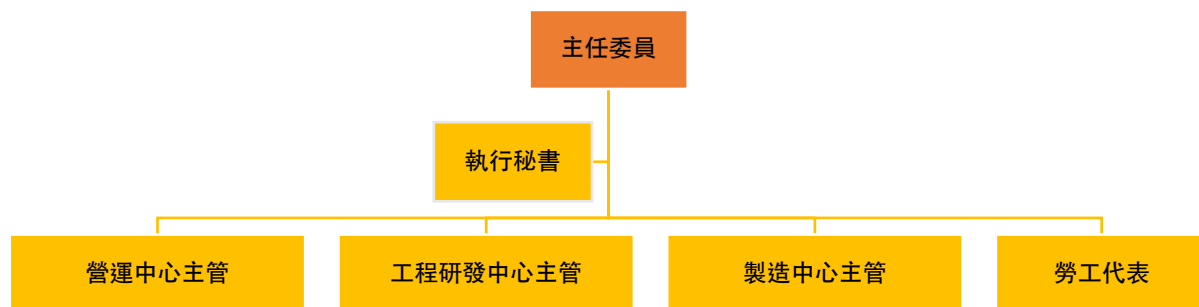 主任委員
執行秘書
營運中心主管
工程研發中心主管
製造中心主管
勞工代表